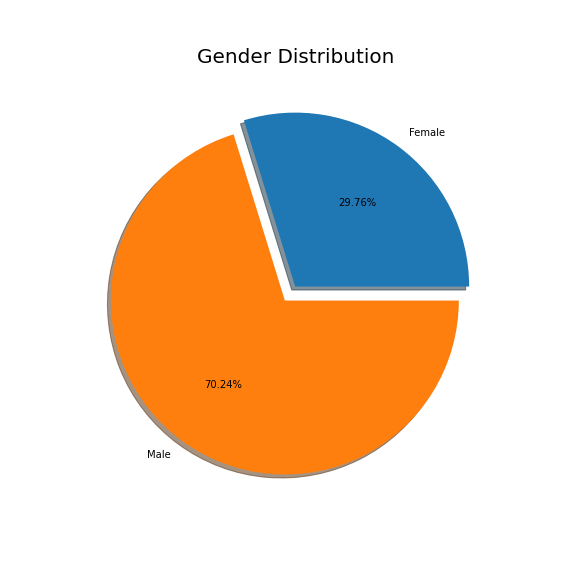 Gender Distribution
Female
29.76%
70.24%
Male